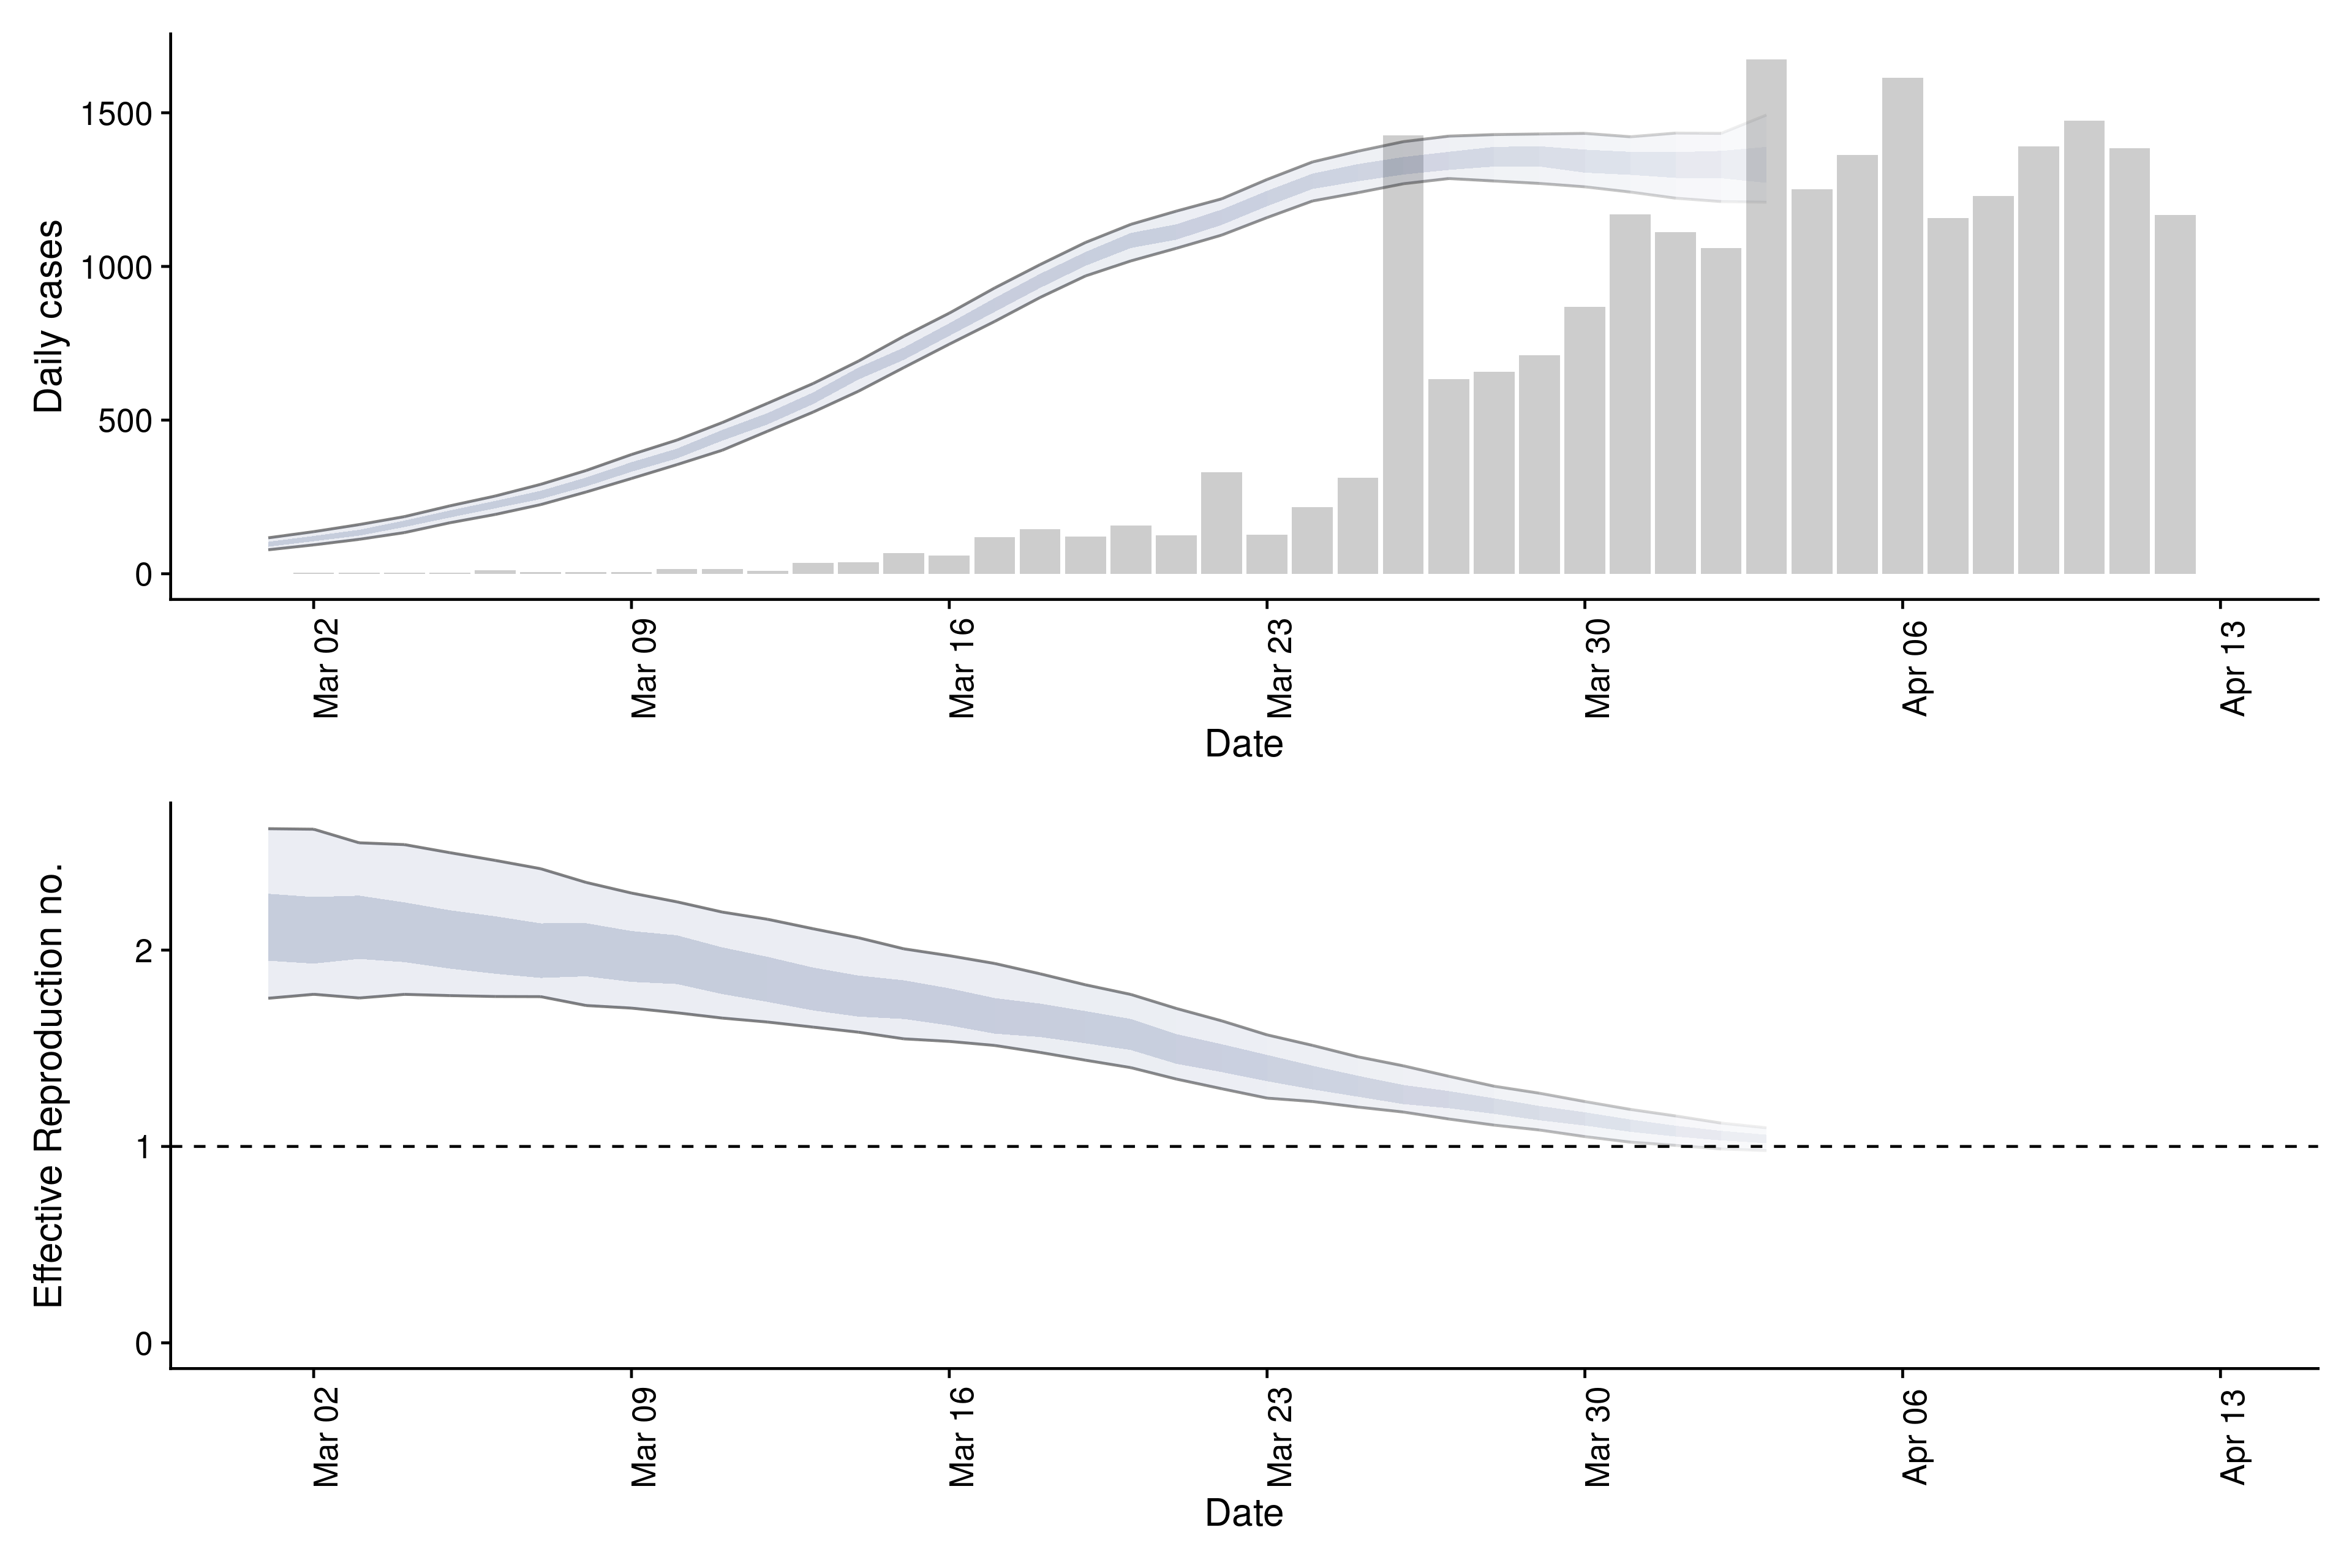 Daily cases
1500
1000
500
0
Mar 02
Mar 09
Mar 16
Mar 23
Mar 30
Apr 06
Apr 13
Date
Effective Reproduction no.
2
1
0
Mar 02
Mar 09
Mar 16
Mar 23
Mar 30
Apr 06
Apr 13
Date